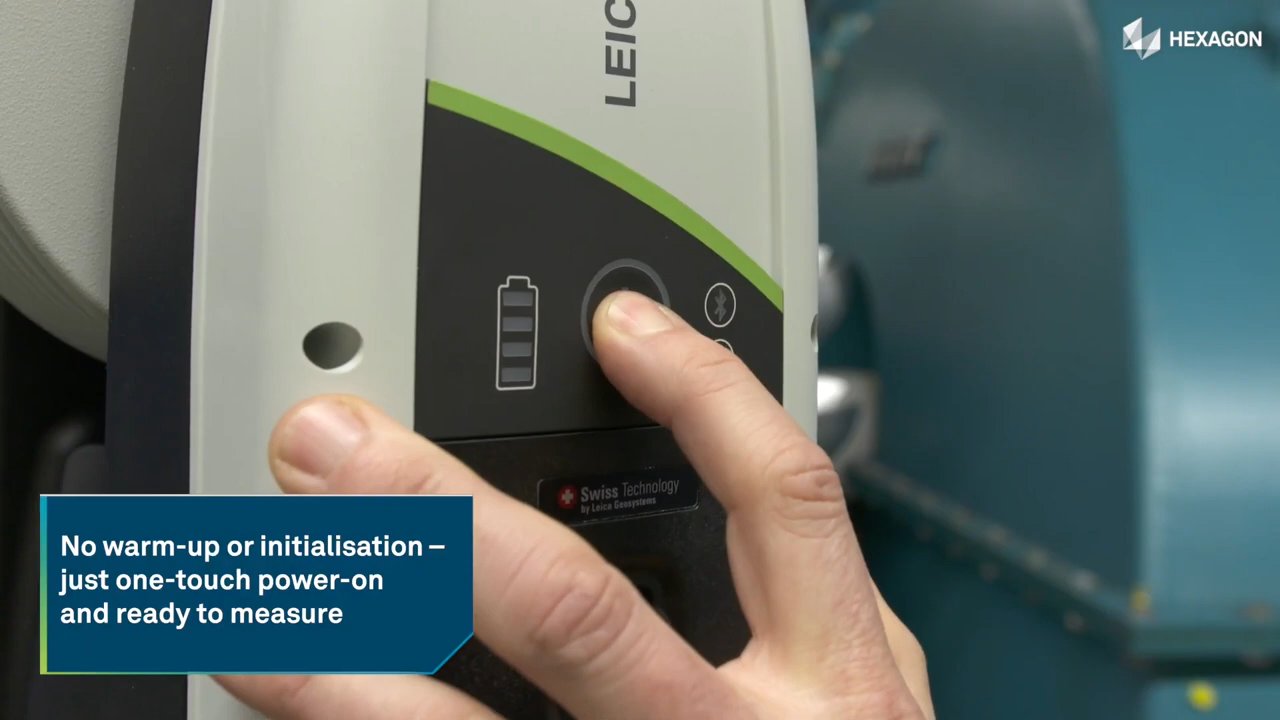 HEXAGON
LEIC
Swiss Technology
by Leica Geosystems
No warm-up or initialisation –
just one-touch power-on
and ready to measure